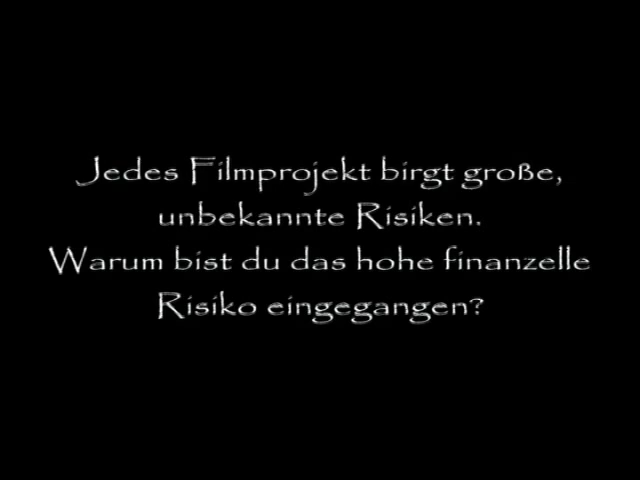 Jedes Filmprojekt birgt große,
unbekannte Risiken.
Warum bist du das hohe finanzelle
Risiko eingegangen?